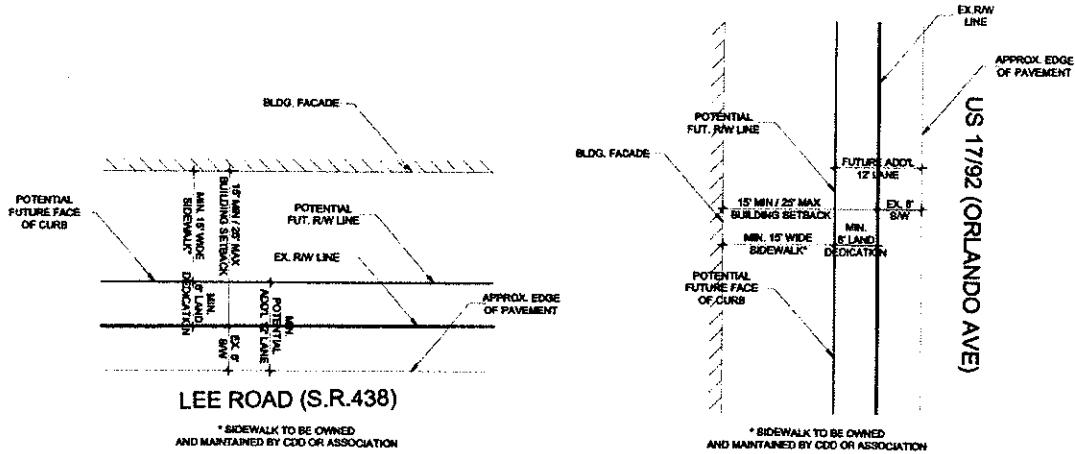 BLDG. FACADE
POTENTIAL
FUTURE FACE
OF CURB
MIN. 15' WIDE
SIDEWALK*
15' MIN / 25' MAX
BUILDING SETBACK
POTENTIAL
FUT. R/W LINE
EX. R/W LINE
MIN.
LAND
DEDICATION
EX.
S/W
MIN.
POTENTIAL
ADD'L 12' LANE
APPROX. EDGE
OF PAVEMENT
LEE ROAD (S.R.438)
* SIDEWALK TO BE OWNED
AND MAINTAINED BY CDD OR ASSOCIATION
EX.R/W
LINE
APPROX. EDGE
OF PAVEMENT
POTENTIAL
FUT. R/W LINE
BLDG. FACADE
FUTURE ADD'L
12' LANE
15' MIN / 25' MAX
BUILDING SETBACK
EX.
S/W
MIN. 15' WIDE
SIDEWALK*
MIN.
LAND
DEDICATION
POTENTIAL
FUTURE FACE
OF CURB
US 17/92 (ORLANDO AVE)
* SIDEWALK TO BE OWNED
AND MAINTAINED BY CDD OR ASSOCIATION